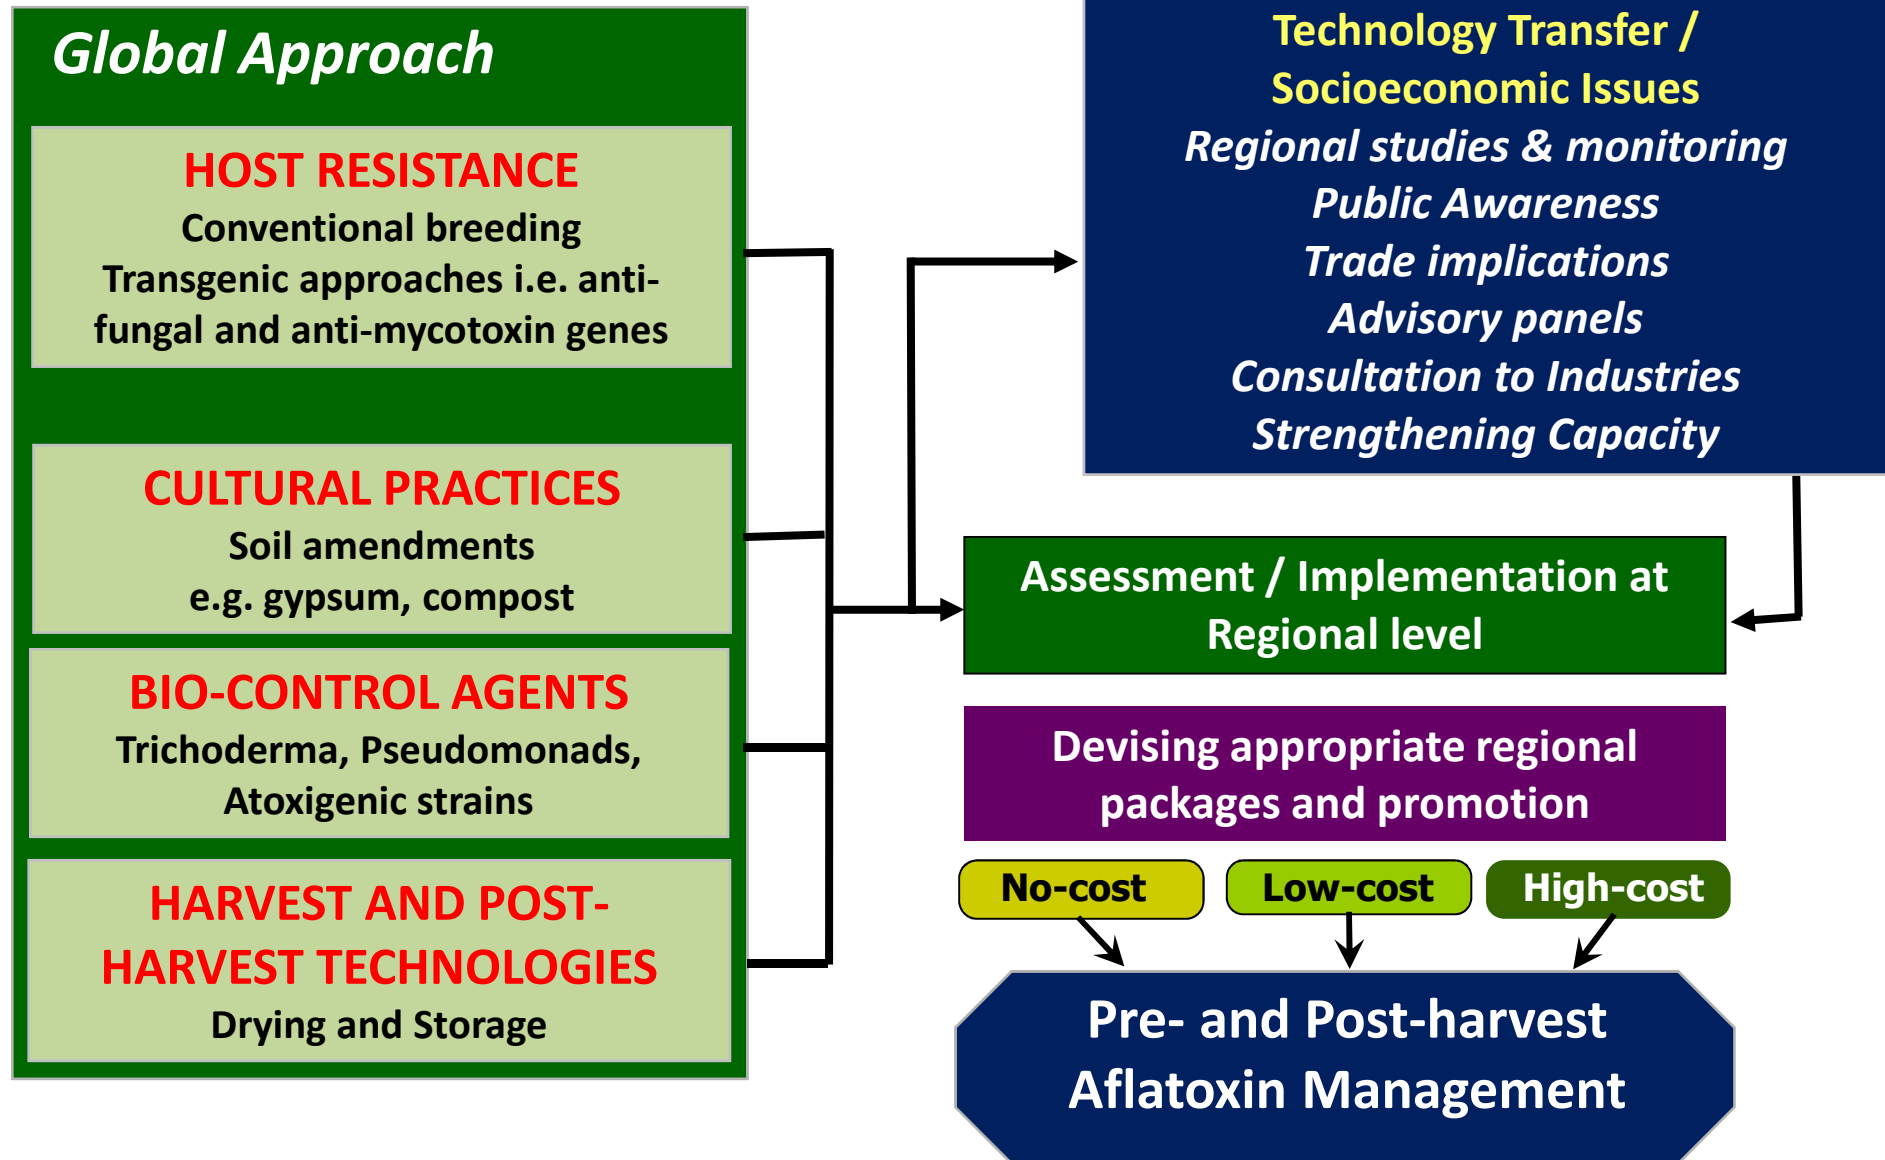 Global Approach
HOST RESISTANCE
Conventional breeding
Transgenic approaches i.e. anti-
fungal and anti-mycotoxin genes
CULTURAL PRACTICES
Soil amendments
e.g. gypsum, compost
BIO-CONTROL AGENTS
Trichoderma, Pseudomonads,
Atoxigenic strains
HARVEST AND POST-
HARVEST TECHNOLOGIES
Drying and Storage
Technology Transfer /
Socioeconomic Issues
Regional studies & monitoring
Public Awareness
Trade implications
Advisory panels
Consultation to Industries
Strengthening Capacity
Assessment / Implementation at
Regional level
Devising appropriate regional
packages and promotion
No-cost
Low-cost
High-cost
Pre- and Post-harvest
Aflatoxin Management